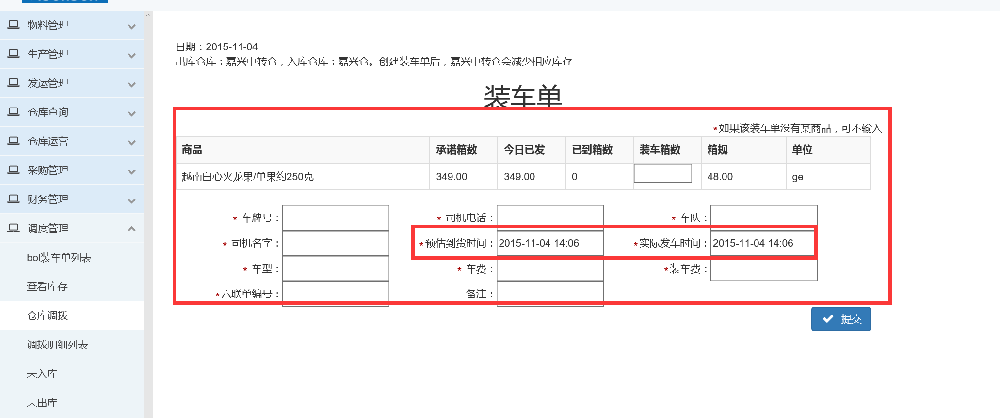 物料管理
生产管理
发运管理
仓库查询
仓库运营
采购管理
财务管理
调度管理
bol装车单列表
查看库存
仓库调拨
调拨明细列表
未入库
未出库
日期：2015-11-04
出库仓库：嘉兴中转仓，入库仓库：嘉兴仓。创建装车单后，嘉兴中转仓会减少相应库存
装车单
*如果该装车单没有某商品，可不输入
商品 承诺箱数 今日已发 已到箱数 装车箱数 箱规 单位
越南白心火龙果/单果约250克 349.00 349.00 0 48.00 ge
* 车牌号： * 司机电话： * 车队：
* 司机名字： *预估到货时间：2015-11-04 14:06 *实际发车时间：2015-11-04 14:06
* 车型： * 车费： *装车费：
*六联单编号： 备注：
提交